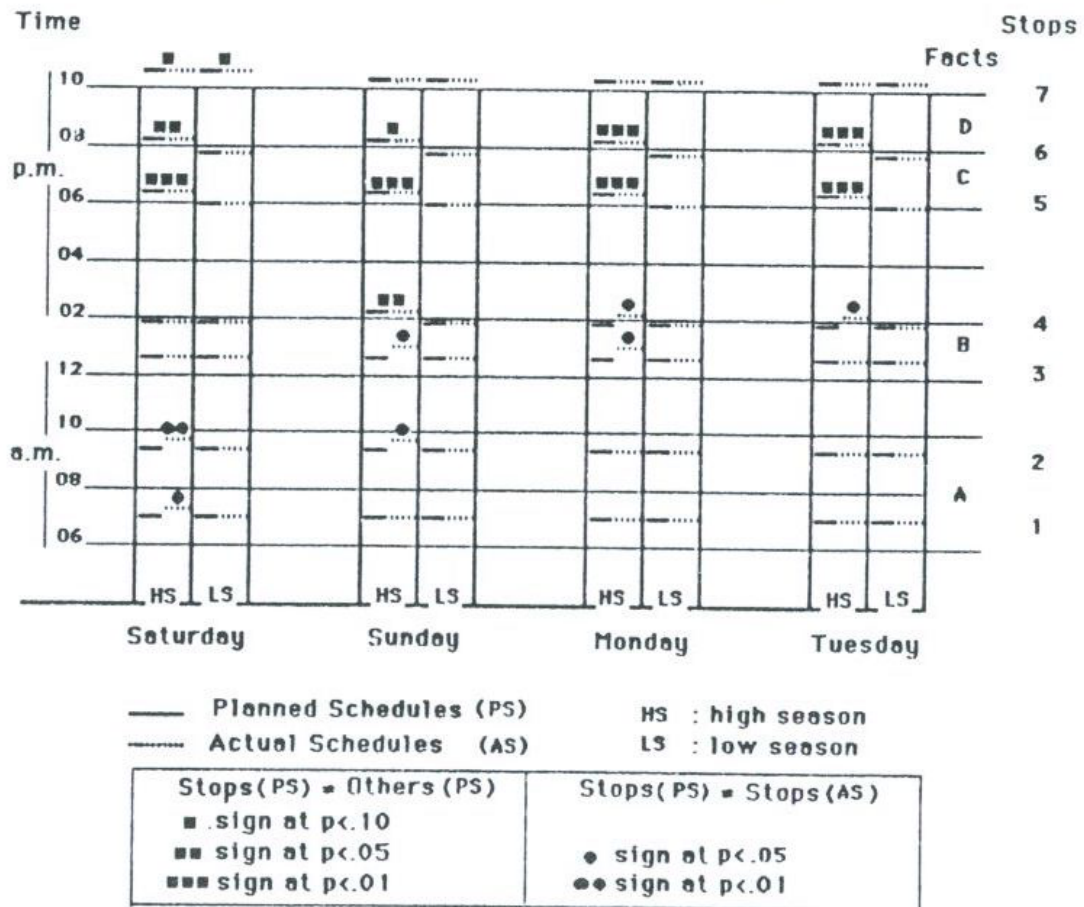 Time
Stops
Facts
10
7
08
D
6
p.m.
C
06
5
04
02
4
B
12
3
10
a.m.
2
08
A
06
1
HS LS HS LS HS LS HS LS
Saturday Sunday Monday Tuesday
Planned Schedules (PS) HS : high season
Actual Schedules (AS) LS : low season
Stops(PS) = Others(PS) Stops(PS) = Stops(AS)
■ .sign at p<.10
■■ sign at p<.05 ● sign at p<.05
■■■ sign at p<.01 ●● sign at p<.01